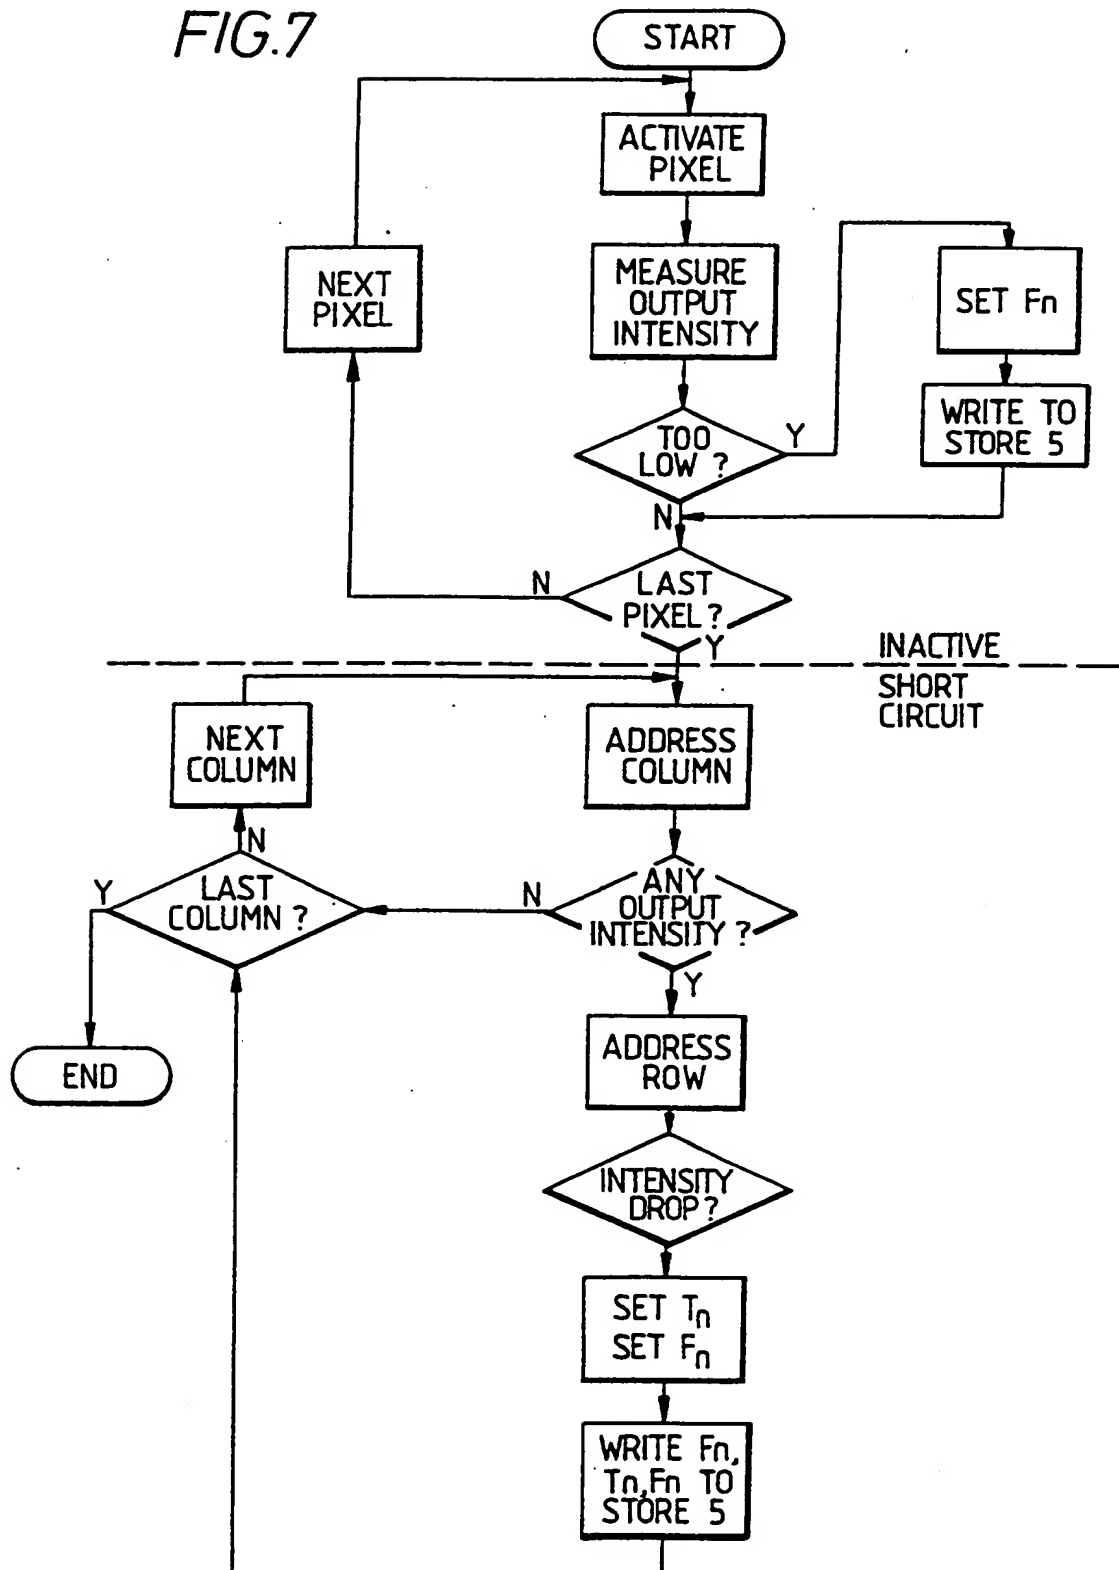 FIG.7
START
ACTIVATE
PIXEL
MEASURE
OUTPUT
INTENSITY
NEXT
PIXEL
SET Fn
WRITE TO
STORE 5
TOO
LOW ?
Y
N
LAST
PIXEL ?
N
Y
INACTIVE
SHORT
CIRCUIT
NEXT
COLUMN
ADDRESS
COLUMN
N
LAST
COLUMN ?
Y
ANY
OUTPUT
INTENSITY ?
N
Y
END
ADDRESS
ROW
INTENSITY
DROP ?
SET Tn
SET Fn
WRITE Fn,
Tn,Fn TO
STORE 5